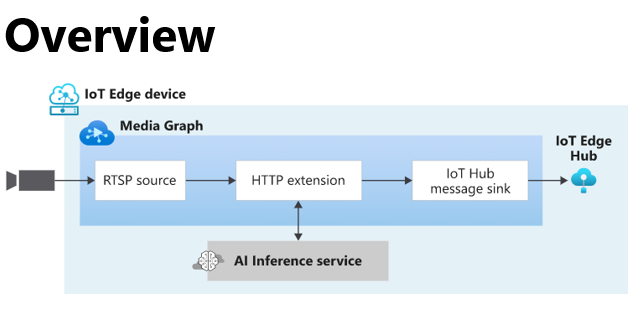 Overview
IoT Edge device
Media Graph
IoT Edge
Hub
RTSP source
HTTP extension
IoT Hub
message sink
AI Inference service